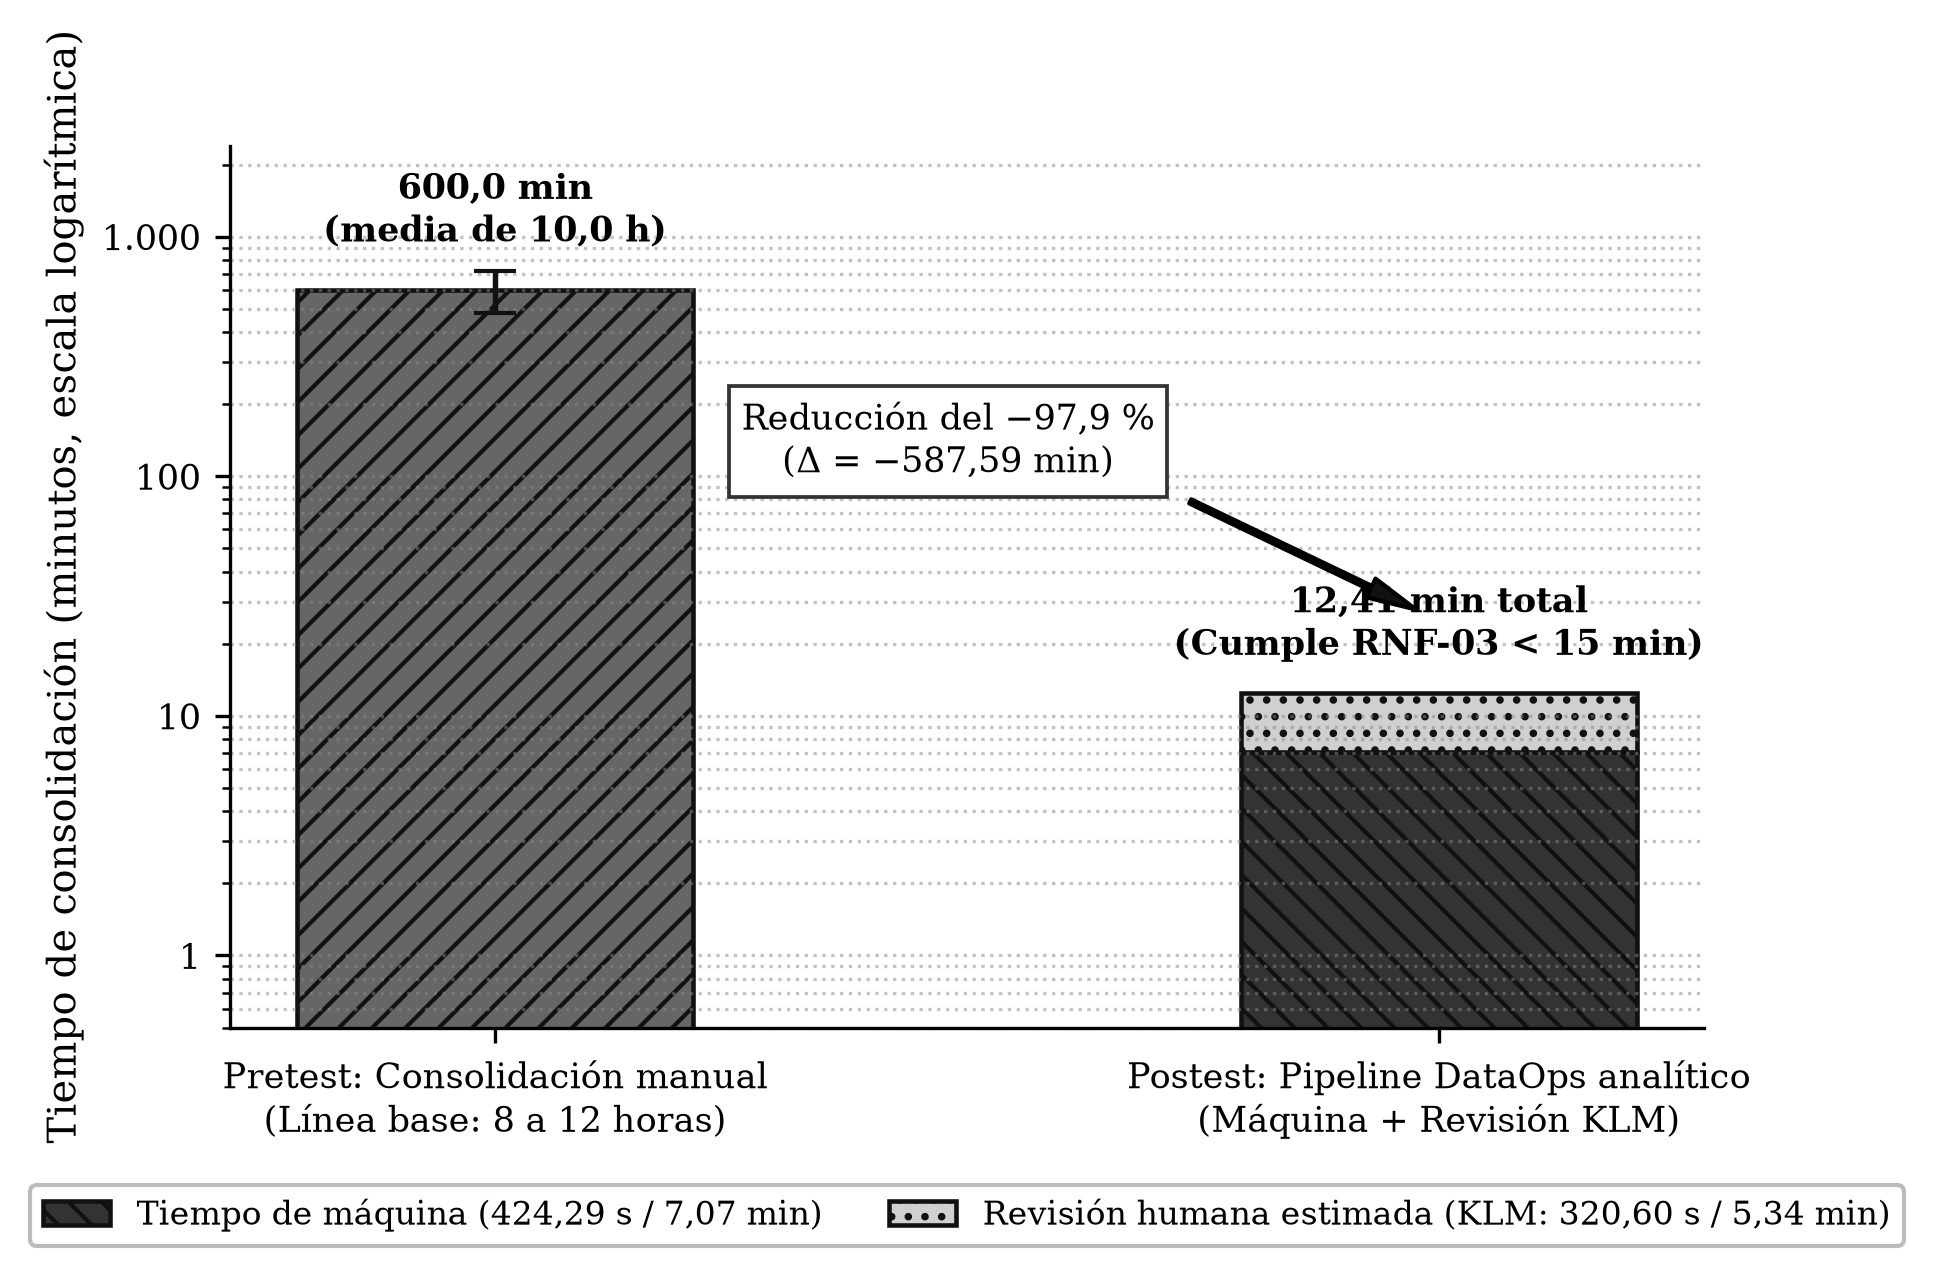 Tiempo de consolidación (minutos, escala logarítmica)
1.000
100
10
1
600,0 min
(media de 10,0 h)
Reducción del −97,9 %
(Δ = −587,59 min)
12,41 min total
(Cumple RNF-03 < 15 min)
Pretest: Consolidación manual
(Línea base: 8 a 12 horas)
Postest: Pipeline DataOps analítico
(Máquina + Revisión KLM)
Tiempo de máquina (424,29 s / 7,07 min)
Revisión humana estimada (KLM: 320,60 s / 5,34 min)